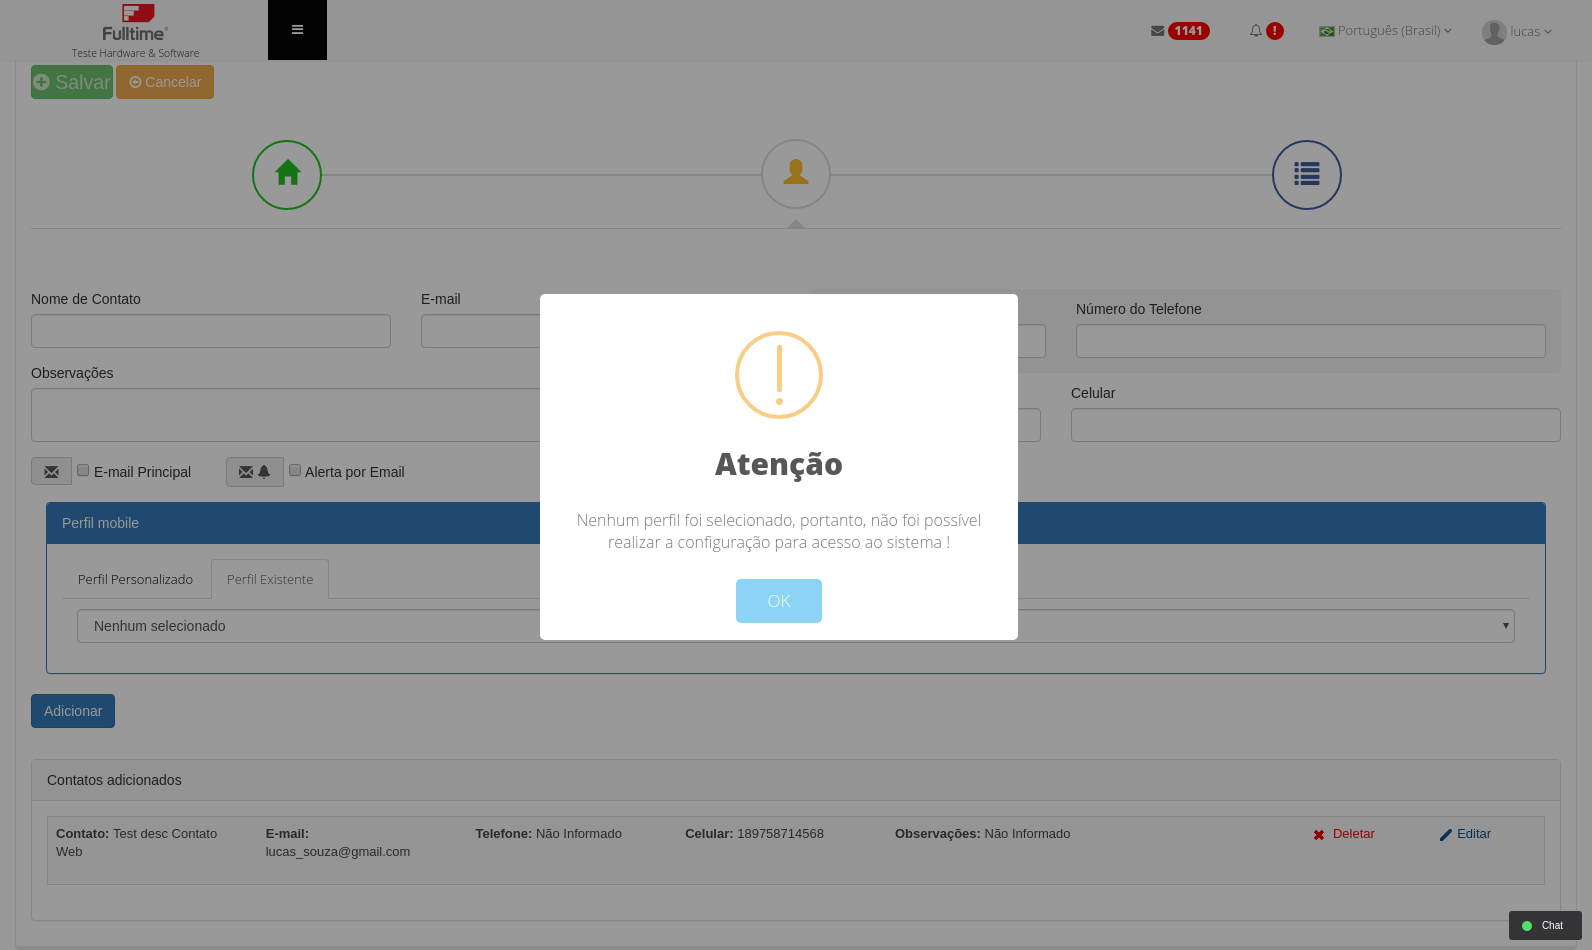 Fulltime
Teste Hardware & Software
1141
!
Português (Brasil)
lucas
Salvar
Cancelar
Nome de Contato
E-mail
Número do Telefone
Observações
Celular
E-mail Principal
Alerta por Email
Atenção
Nenhum perfil foi selecionado, portanto, não foi possível
realizar a configuração para acesso ao sistema !
OK
Perfil mobile
Perfil Personalizado
Perfil Existente
Nenhum selecionado
Adicionar
Contatos adicionados
Contato: Test desc Contato
Web
E-mail:
lucas_souza@gmail.com
Telefone: Não Informado
Celular: 189758714568
Observações: Não Informado
Deletar
Editar
Chat